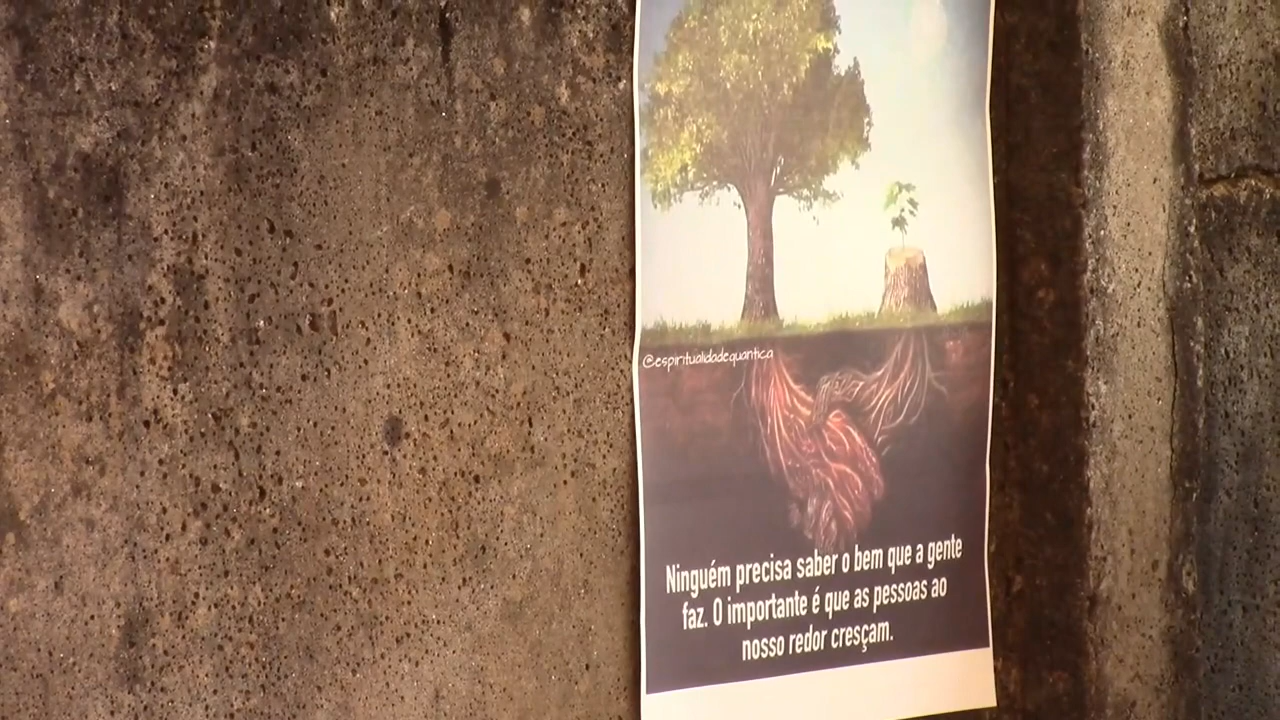 @espiritualidadequantica
Ninguém precisa saber o bem que a gente
faz. O importante é que as pessoas ao
nosso redor cresçam.